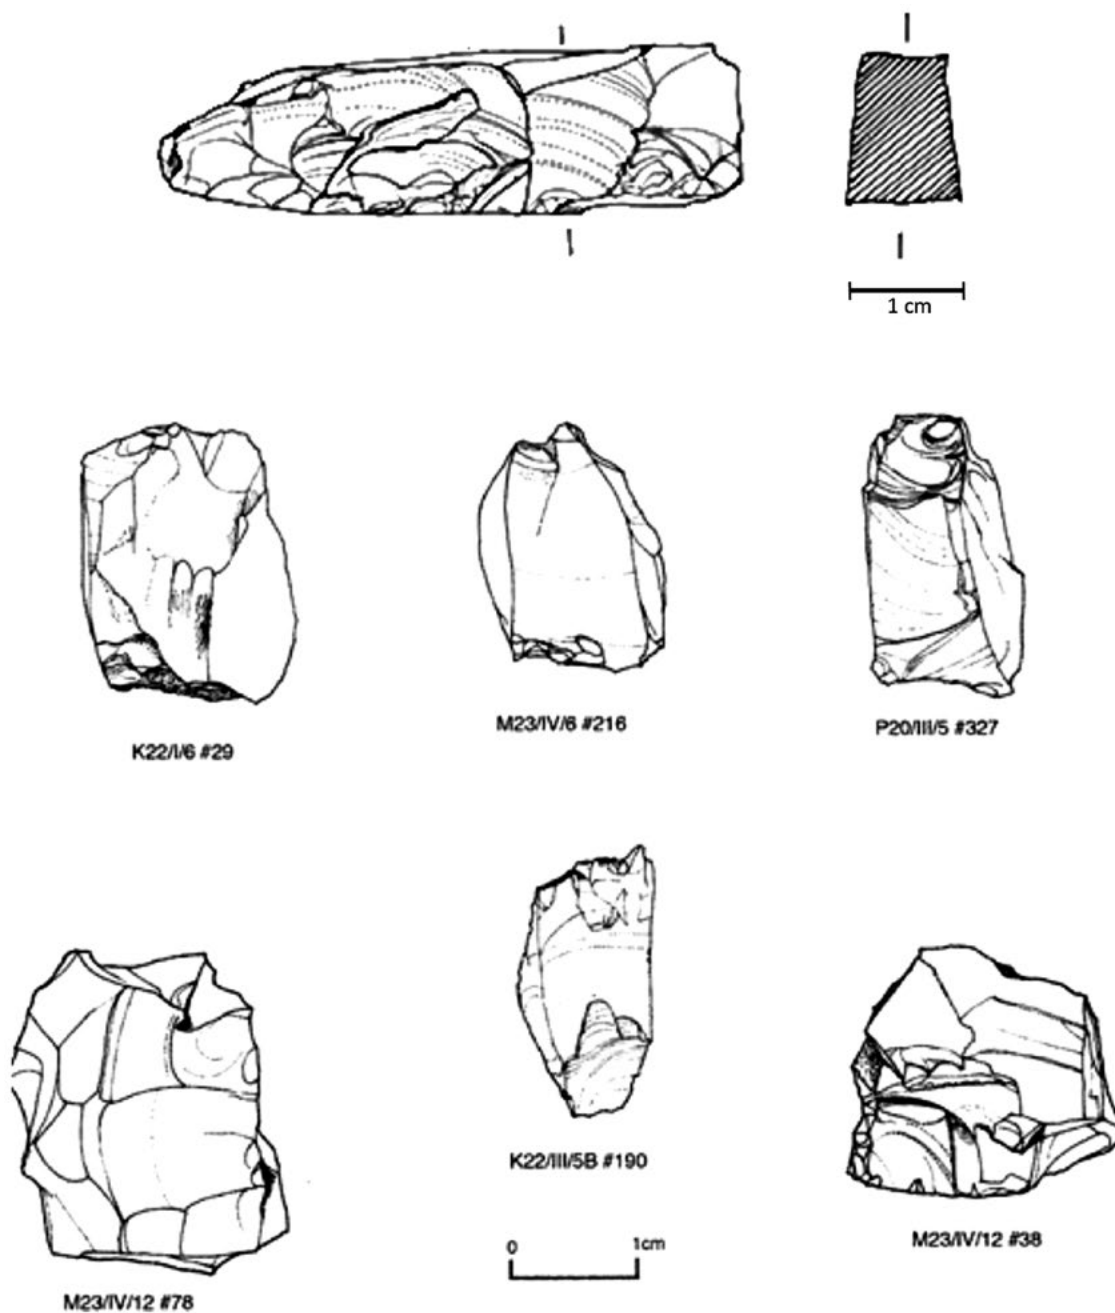 1 cm
K22/I/6 #29
M23/IV/6 #216
P20/III/5 #327
K22/III/5B #190
0 1cm
M23/IV/12 #38
M23/IV/12 #78